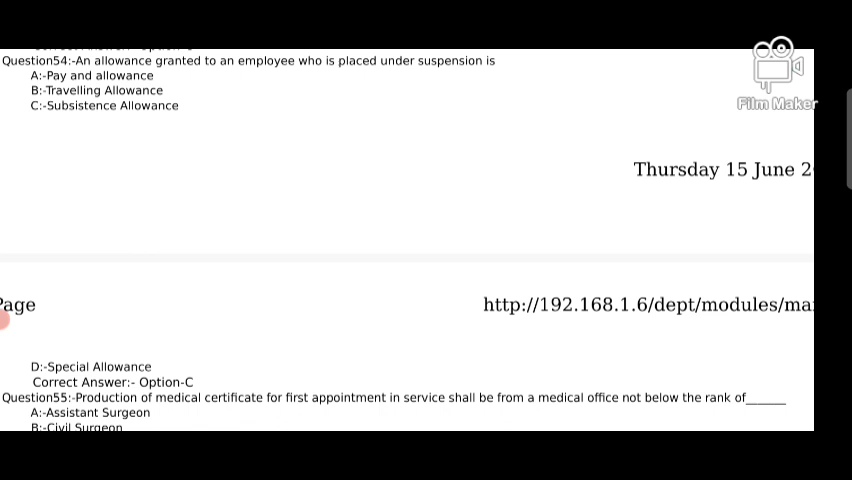 Question54:-An allowance granted to an employee who is placed under suspension is
A:-Pay and allowance
B:-Travelling Allowance
C:-Subsistence Allowance
Film Maker
Thursday 15 June
Page
http://192.168.1.6/dept/modules/ma
D:-Special Allowance
Correct Answer:- Option-C
Question55:-Production of medical certificate for first appointment in service shall be from a medical office not below the rank of______
A:-Assistant Surgeon
B:-Civil Surgeon